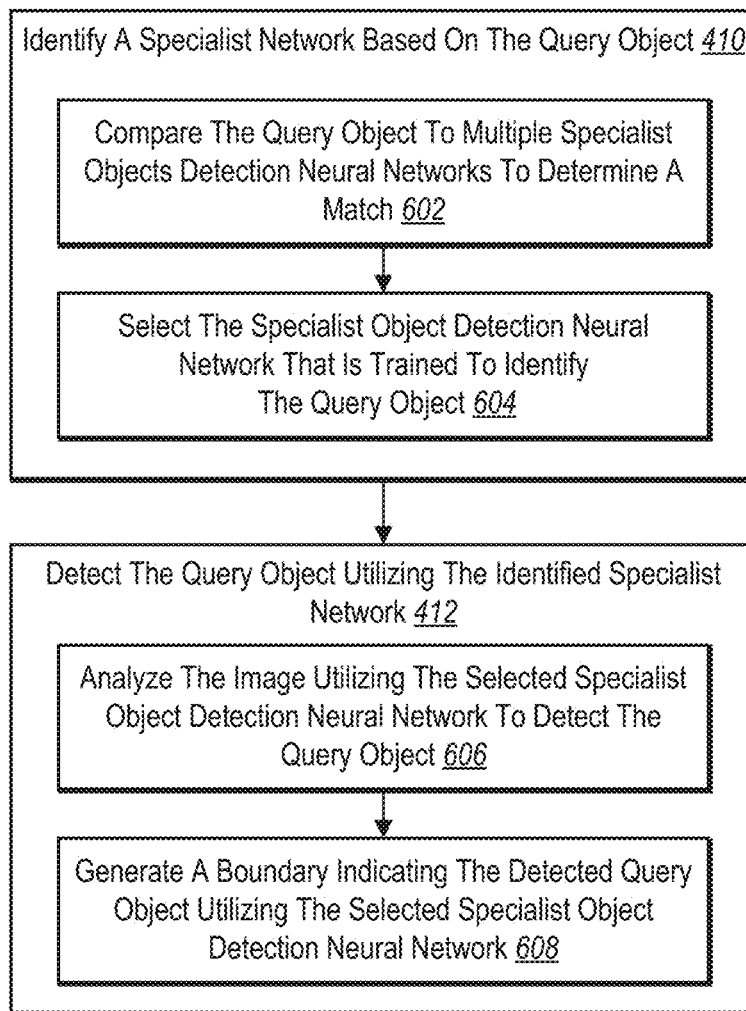 Identify A Specialist Network Based On The Query Object 410
Compare The Query Object To Multiple Specialist
Objects Detection Neural Networks To Determine A
Match 602
Select The Specialist Object Detection Neural
Network That Is Trained To Identify
The Query Object 604
Detect The Query Object Utilizing The Identified Specialist
Network 412
Analyze The Image Utilizing The Selected Specialist
Object Detection Neural Network To Detect The
Query Object 606
Generate A Boundary Indicating The Detected Query
Object Utilizing The Selected Specialist Object
Detection Neural Network 608